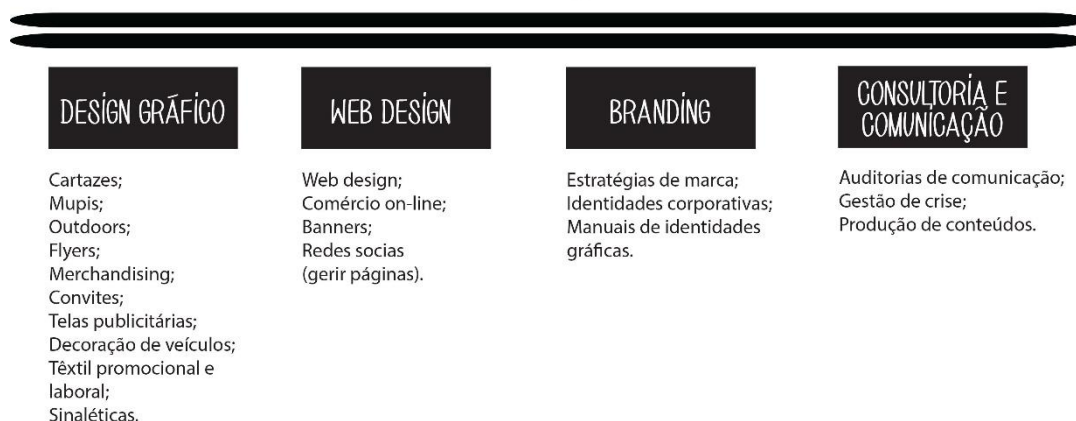 DESIGN GRÁFICO
Cartazes;
Mupis;
Outdoors;
Flyers;
Merchandising;
Convites;
Telas publicitárias;
Decoração de veículos;
Têxtil promocional e
laboral;
Sinaléticas.
WEB DESIGN
Web design;
Comércio on-line;
Banners;
Redes socias
(gerir páginas).
BRANDING
Estratégias de marca;
Identidades corporativas;
Manuais de identidades
gráficas.
CONSULTORIA E
COMUNICAÇÃO
Auditorias de comunicação;
Gestão de crise;
Produção de conteúdos.